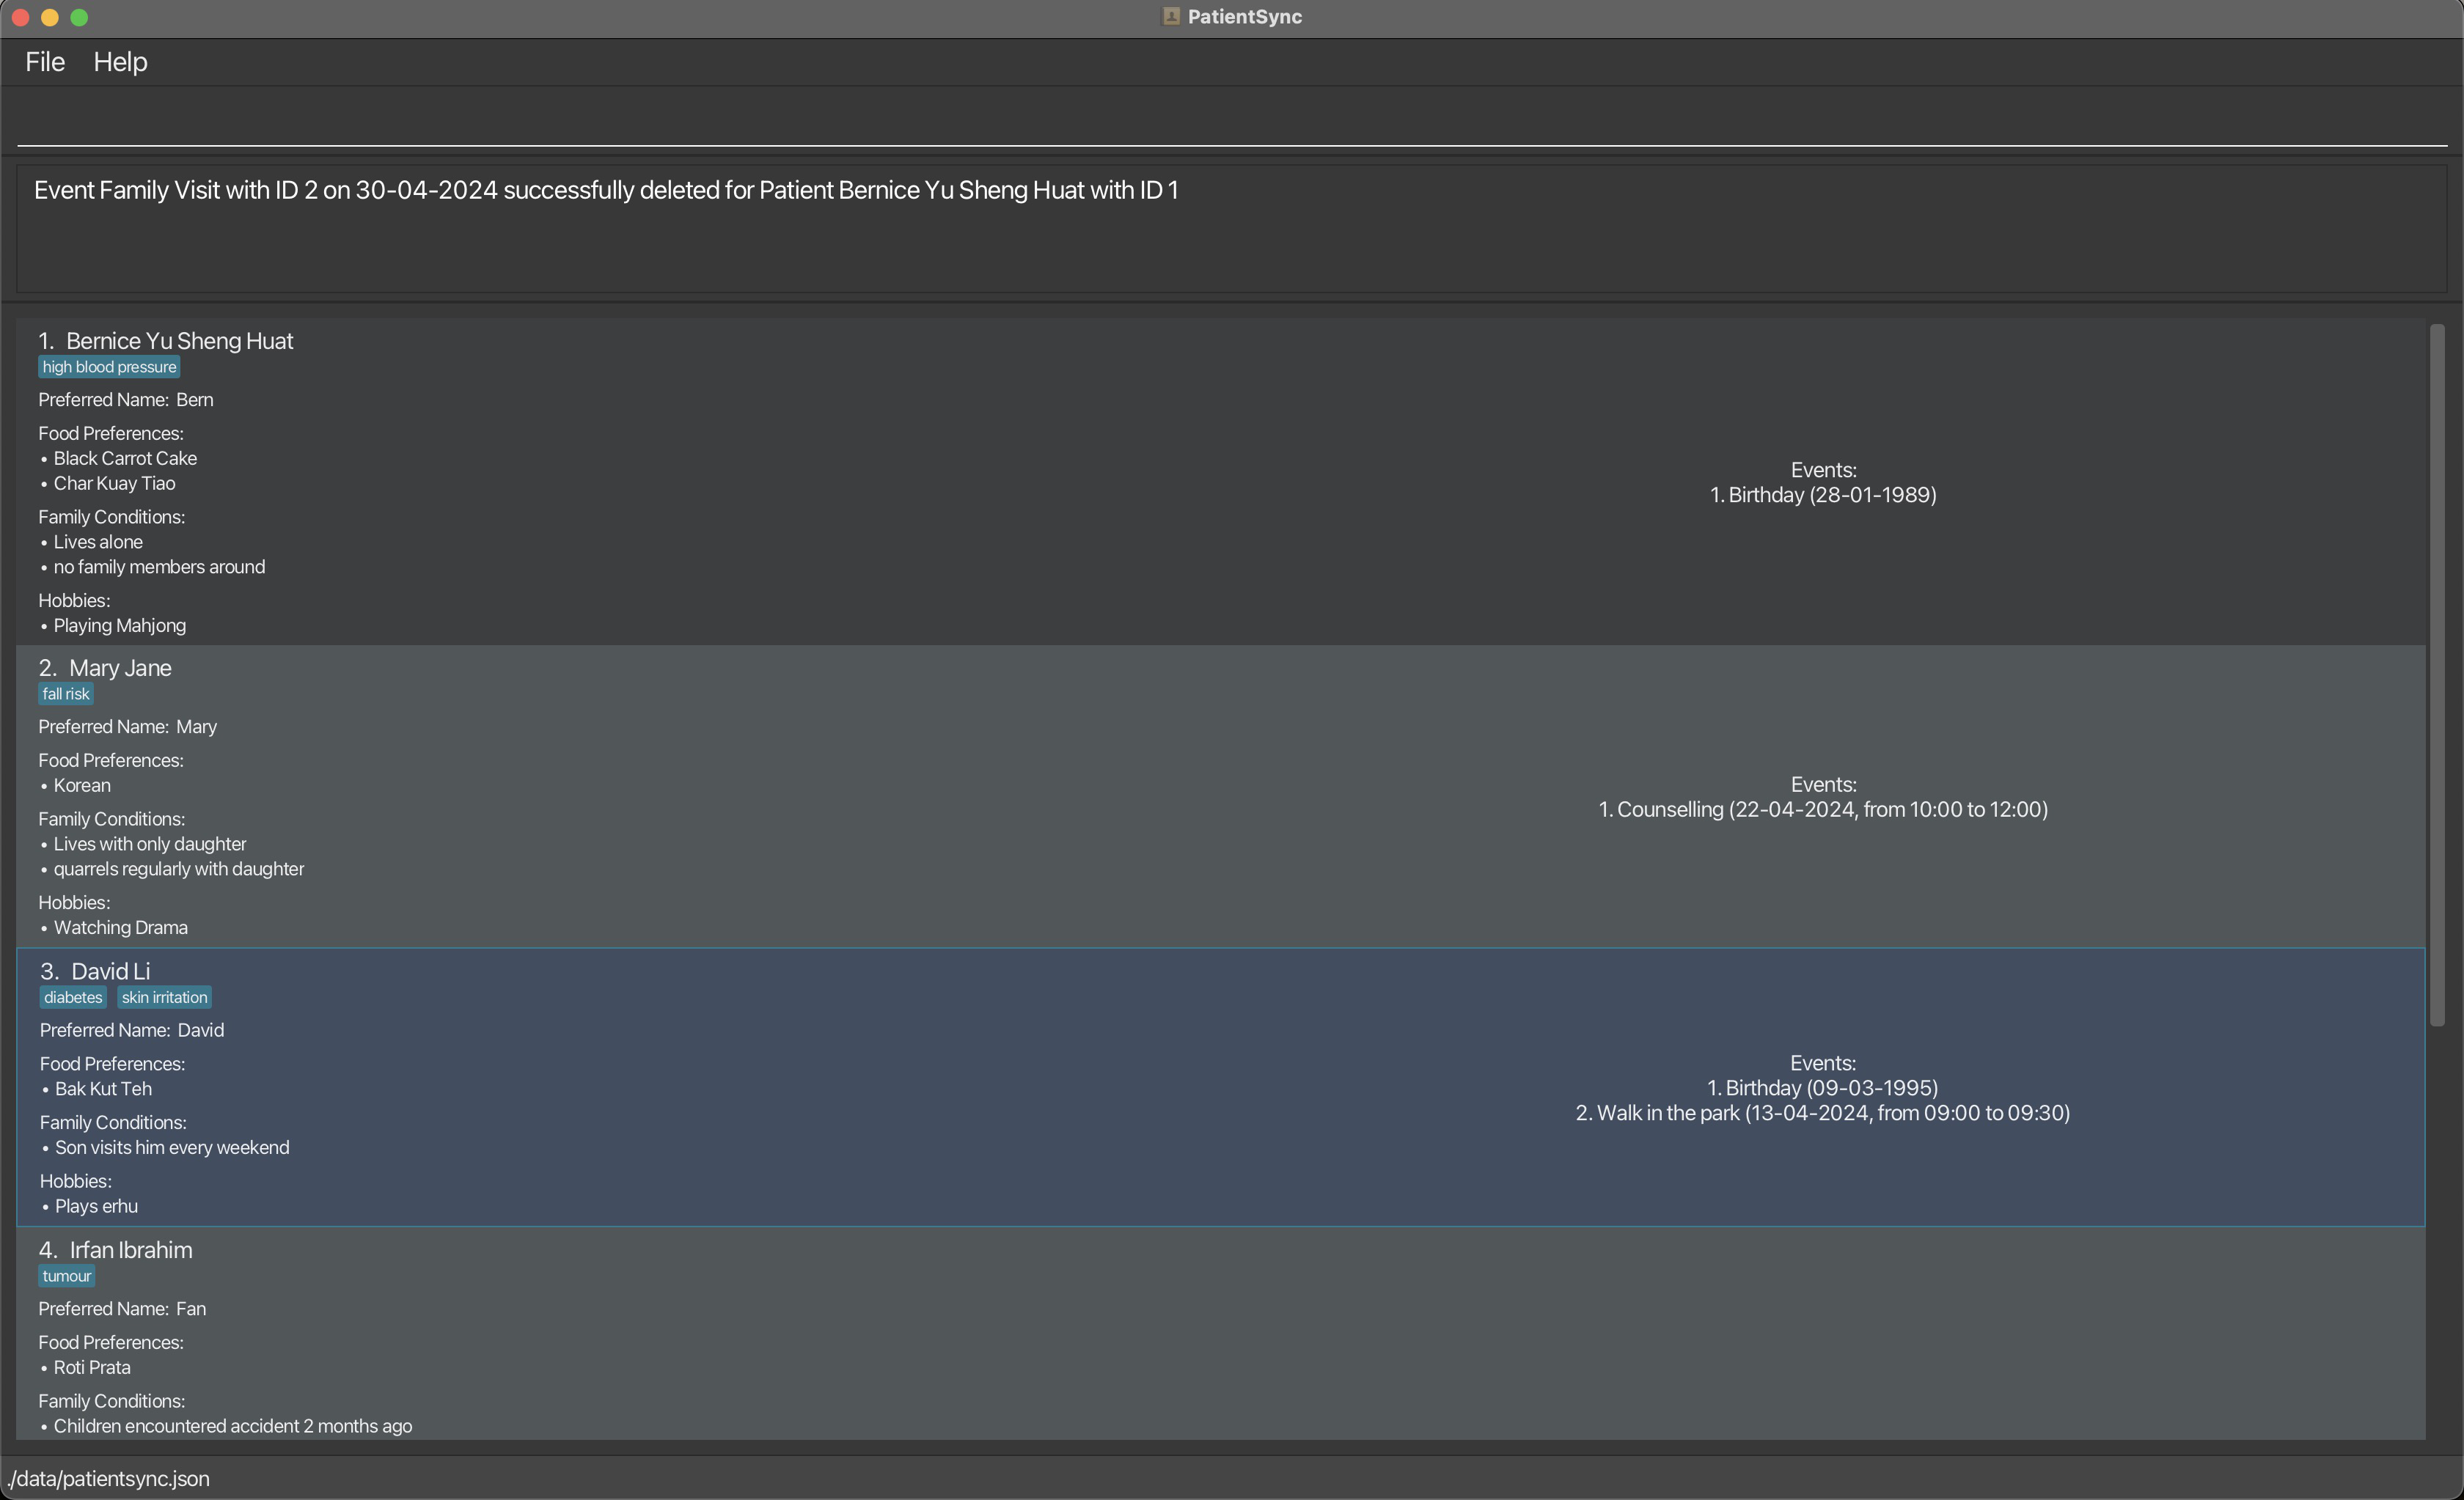 PatientSync
File Help
Event Family Visit with ID 2 on 30-04-2024 successfully deleted for Patient Bernice Yu Sheng Huat with ID 1
1. Bernice Yu Sheng Huat
high blood pressure
Preferred Name: Bern
Food Preferences:
• Black Carrot Cake
• Char Kuay Tiao
Family Conditions:
• Lives alone
• no family members around
Hobbies:
• Playing Mahjong
Events:
1. Birthday (28-01-1989)
2. Mary Jane
fall risk
Preferred Name: Mary
Food Preferences:
• Korean
Family Conditions:
• Lives with only daughter
• quarrels regularly with daughter
Hobbies:
• Watching Drama
Events:
1. Counselling (22-04-2024, from 10:00 to 12:00)
3. David Li
diabetes skin irritation
Preferred Name: David
Food Preferences:
• Bak Kut Teh
Family Conditions:
• Son visits him every weekend
Hobbies:
• Plays erhu
Events:
1. Birthday (09-03-1995)
2. Walk in the park (13-04-2024, from 09:00 to 09:30)
4. Irfan Ibrahim
tumour
Preferred Name: Fan
Food Preferences:
• Roti Prata
Family Conditions:
• Children encountered accident 2 months ago
./data/patientsync.json